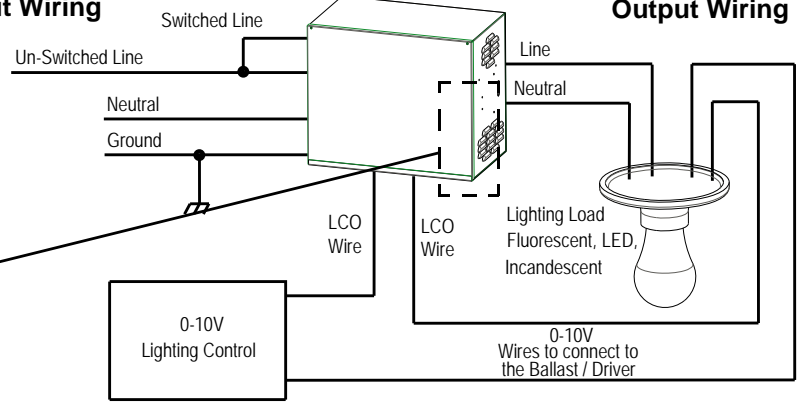 t Wiring
Output Wiring
Switched Line
Un-Switched Line
Line
Neutral
Neutral
Ground
LCO
Wire
LCO
Wire
Lighting Load
Fluorescent, LED,
Incandescent
0-10V
Lighting Control
0-10V
Wires to connect to
the Ballast / Driver